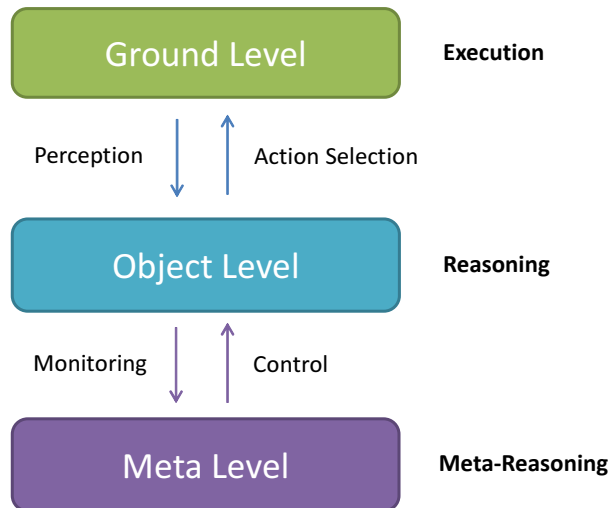 Ground Level
Execution
Perception
Action Selection
Object Level
Reasoning
Monitoring
Control
Meta Level
Meta-Reasoning